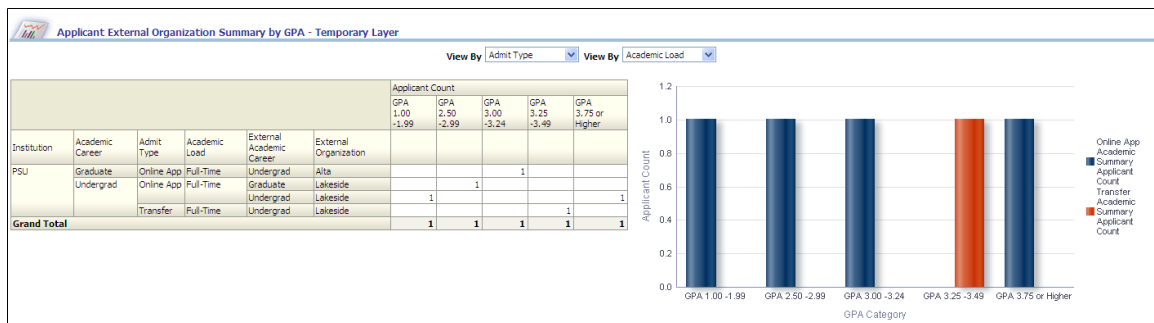 Applicant External Organization Summary by GPA - Temporary Layer
View By Admit Type View By Academic Load
Applicant Count
GPA 1.00 -1.99 GPA 2.50 -2.99 GPA 3.00 -3.24 GPA 3.25 -3.49 GPA 3.75 or Higher
Institution Academic Career Admit Type Academic Load External Academic Career External Organization
PSU Graduate Online App Full-Time Undergrad Alta 1
Undergrad Online App Full-Time Graduate Lakeside 1
Undergrad Lakeside 1 1
Transfer Full-Time Undergrad Lakeside 1
Grand Total 1 1 1 1 1
Applicant Count
1.2
1.0
0.8
0.6
0.4
0.2
0.0
GPA 1.00 -1.99 GPA 2.50 -2.99 GPA 3.00 -3.24 GPA 3.25 -3.49 GPA 3.75 or Higher
GPA Category
Online App
Academic
Summary
Applicant
Count
Transfer
Academic
Summary
Applicant
Count